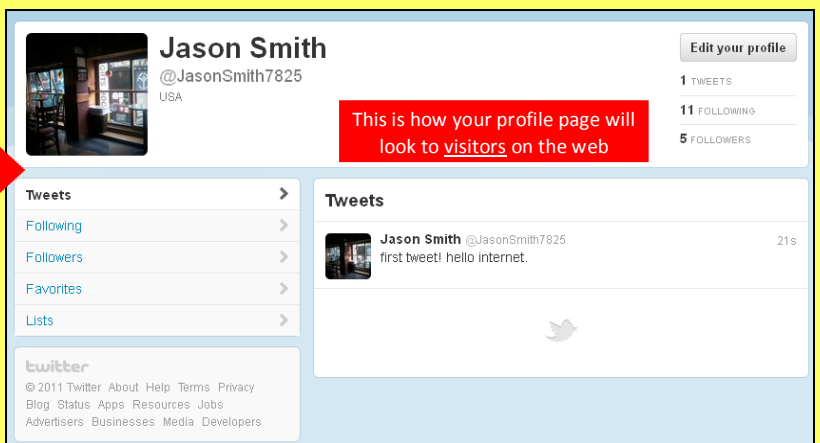 Jason Smith
@JasonSmith7825
USA
Edit your profile
1 TWEETS
11 FOLLOWING
5 FOLLOWERS
This is how your profile page will
look to visitors on the web
Tweets
Following
Followers
Favorites
Lists
twitter
© 2011 Twitter About Help Terms Privacy
Blog Status Apps Resources Jobs
Advertisers Businesses Media Developers
Tweets
Jason Smith @JasonSmith7825 21s
first tweet! hello internet.